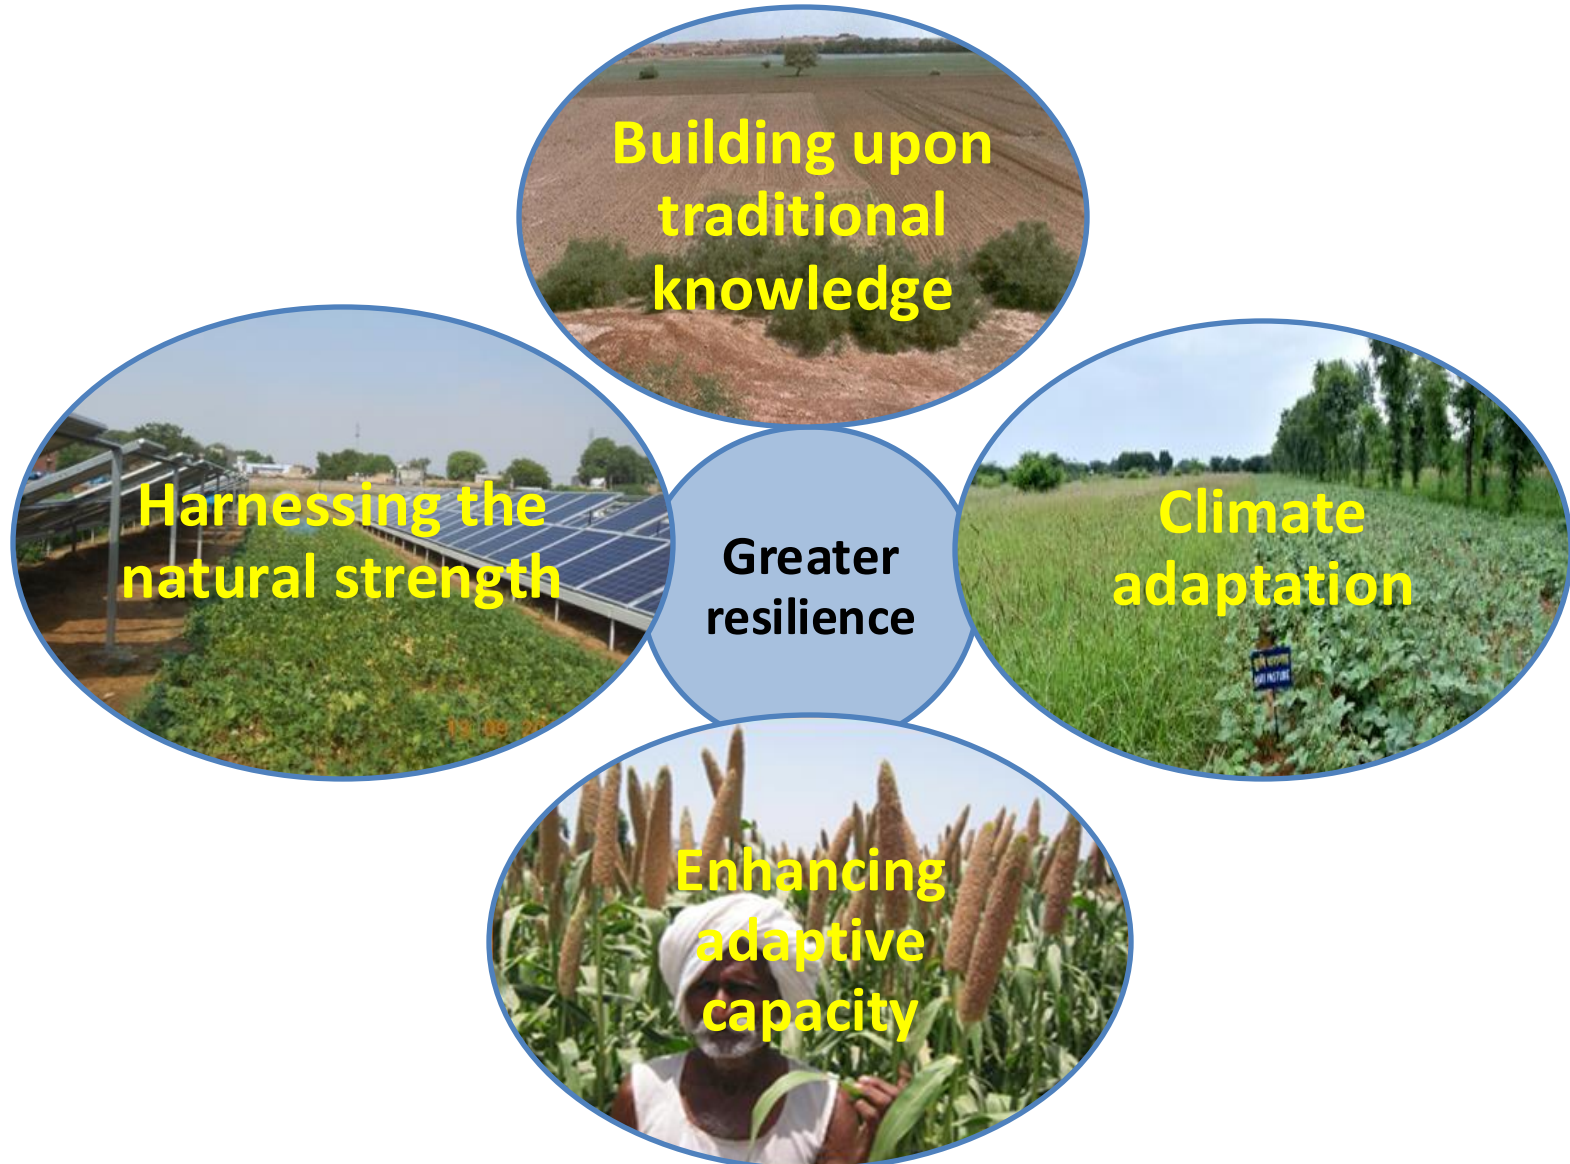 Building upon
traditional
knowledge
Harnessing the
natural strength
Greater
resilience
Climate
adaptation
Enhancing
adaptive
capacity